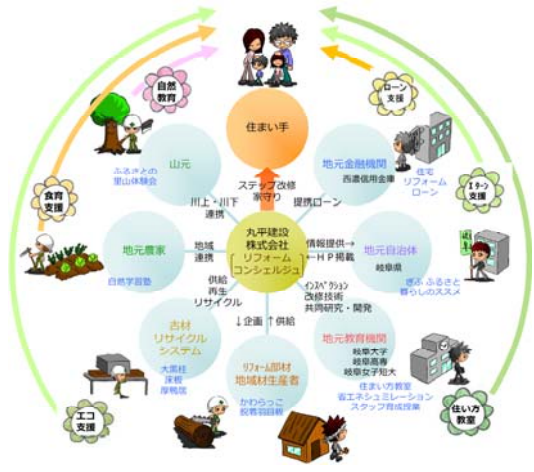 自然
教育
ローン
支援
住まい手
山元
ふるさとの
里山体験会
地元金融機関
西濃信用金庫
住宅
リフォーム
ローン
Iターン
支援
食育
支援
ステップ改修
家守り
川上・川下
連携
提携ローン
丸平建設
株式会社
リフォーム
コンシェルジュ
地元農家
自然学習塾
地域
連携
情報提供→
←HP掲載
地元自治体
岐阜県
ぎふ ふるさと
暮らしのススメ
供給
再生
リサイクル
インスペクション
改修技術
共同研究・開発
古材
リサイクル
システム
大黒柱
床板
厚鴨居
↓企画 ↑供給
リフォーム部材
地域材生産者
かわらっこ
地元教育機関
岐阜大学
岐阜高専
岐阜女子短大
住まい方教室
省エネシュミレーション
スタッフ育成授業
エコ
支援
住い方
教室